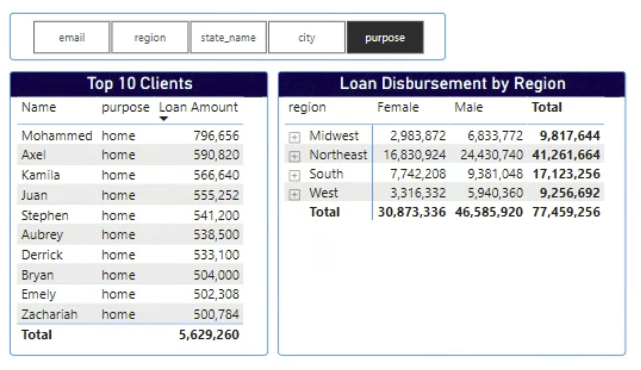 email region state_name city purpose
Top 10 Clients
Name purpose Loan Amount
Mohammed home 796,656
Axel home 590,820
Kamila home 566,640
Juan home 555,252
Stephen home 541,200
Aubrey home 538,500
Derrick home 533,100
Bryan home 504,000
Emely home 502,308
Zachariah home 500,784
Total 5,629,260
Loan Disbursement by Region
region Female Male Total
Midwest 2,983,872 6,833,772 9,817,644
Northeast 16,830,924 24,430,740 41,261,664
South 7,742,208 9,381,048 17,123,256
West 3,316,332 5,940,360 9,256,692
Total 30,873,336 46,585,920 77,459,256